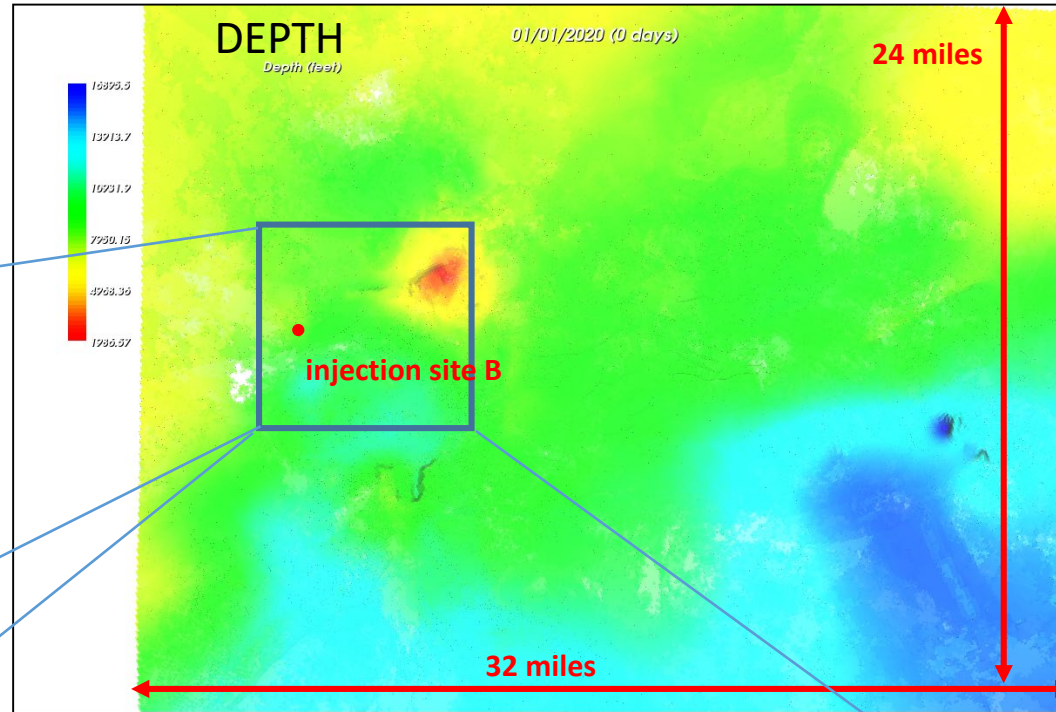 DEPTH
01/01/2020 (0 days)
Depth (feet)
24 miles
16895.5
13913.7
10931.9
7950.15
4968.36
1986.57
injection site B
32 miles